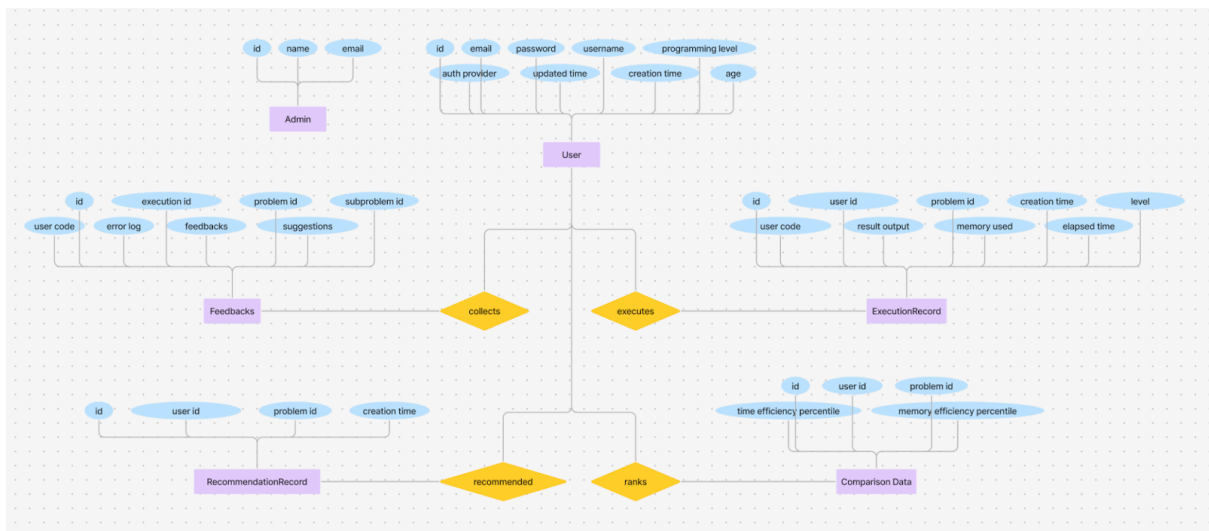 id name email
id email password username programming level
auth provider updated time creation time age
Admin
User
id execution id problem id subproblem id
user code error log feedbacks suggestions
id user id problem id creation time level
user code result output memory used elapsed time
Feedbacks
collects
executes
ExecutionRecord
id user id problem id creation time
id user id problem id
time efficiency percentile memory efficiency percentile
RecommendationRecord
recommended
ranks
Comparison Data